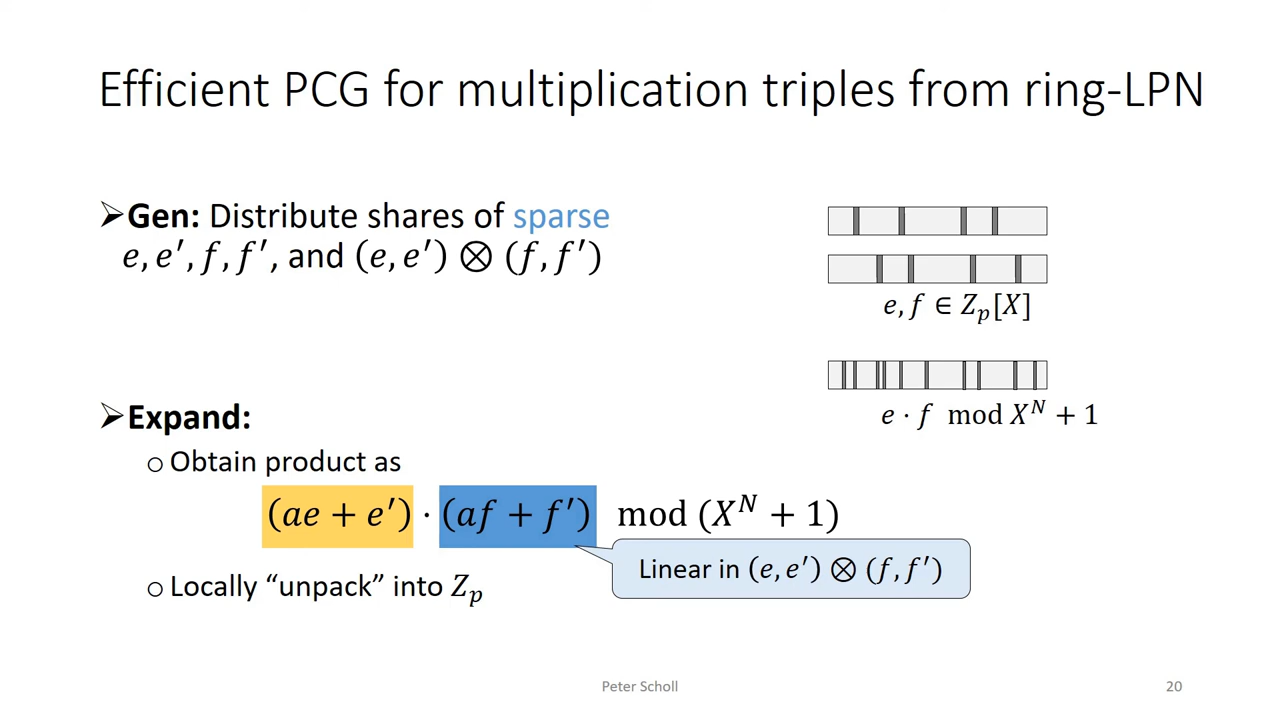 Efficient PCG for multiplication triples from ring-LPN
➢Gen: Distribute shares of sparse
e, e′, f, f′, and (e, e′) ⊗ (f, f′)
e, f ∈ Z_p[X]
e · f mod X^N + 1
➢Expand:
o Obtain product as
(ae + e′) · (af + f′) mod (X^N + 1)
Linear in (e, e′) ⊗ (f, f′)
o Locally “unpack” into Z_p
Peter Scholl
20